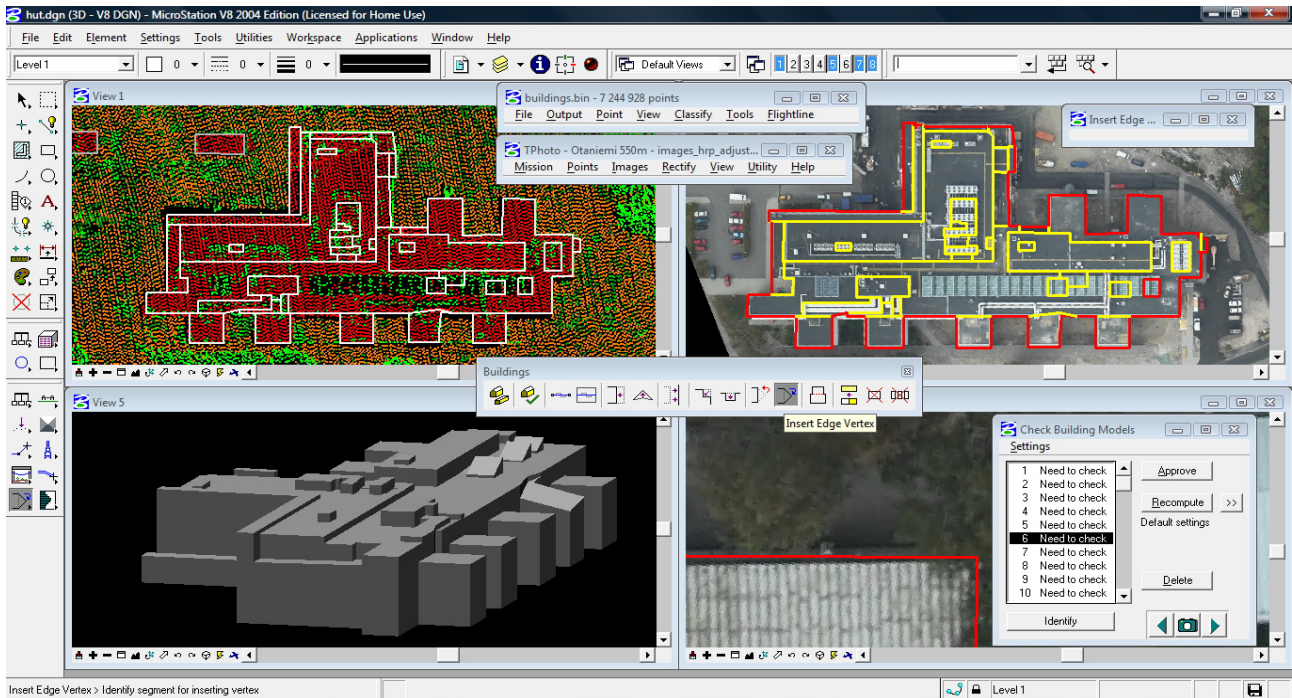 hut.dgn (3D - V8 DGN) - MicroStation V8 2004 Edition (Licensed for Home Use)
File Edit Element Settings Tools Utilities Workspace Applications Window Help
Level 1 0 0 0 Default Views 1 2 3 4 5 6 7 8
View 1
buildings.bin - 7 244 928 points
File Output Point View Classify Tools Flightline
Insert Edge ...
TPhoto - Otaniemi 550m - images_hrp_adjust...
Mission Points Images Rectify View Utility Help
Buildings
Insert Edge Vertex
View 5
Check Building Models
Settings
1 Need to check
2 Need to check
3 Need to check
4 Need to check
5 Need to check
6 Need to check
7 Need to check
8 Need to check
9 Need to check
10 Need to check
Approve
Recompute >>
Default settings
Delete
Identify
Insert Edge Vertex > Identify segment for inserting vertex
Level 1